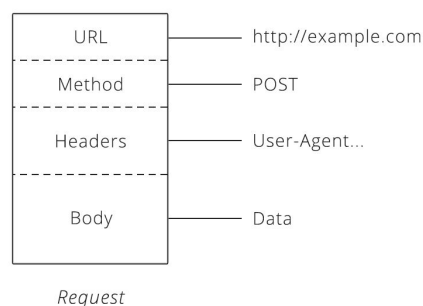 URL http://example.com
Method POST
Headers User-Agent...
Body Data
Request